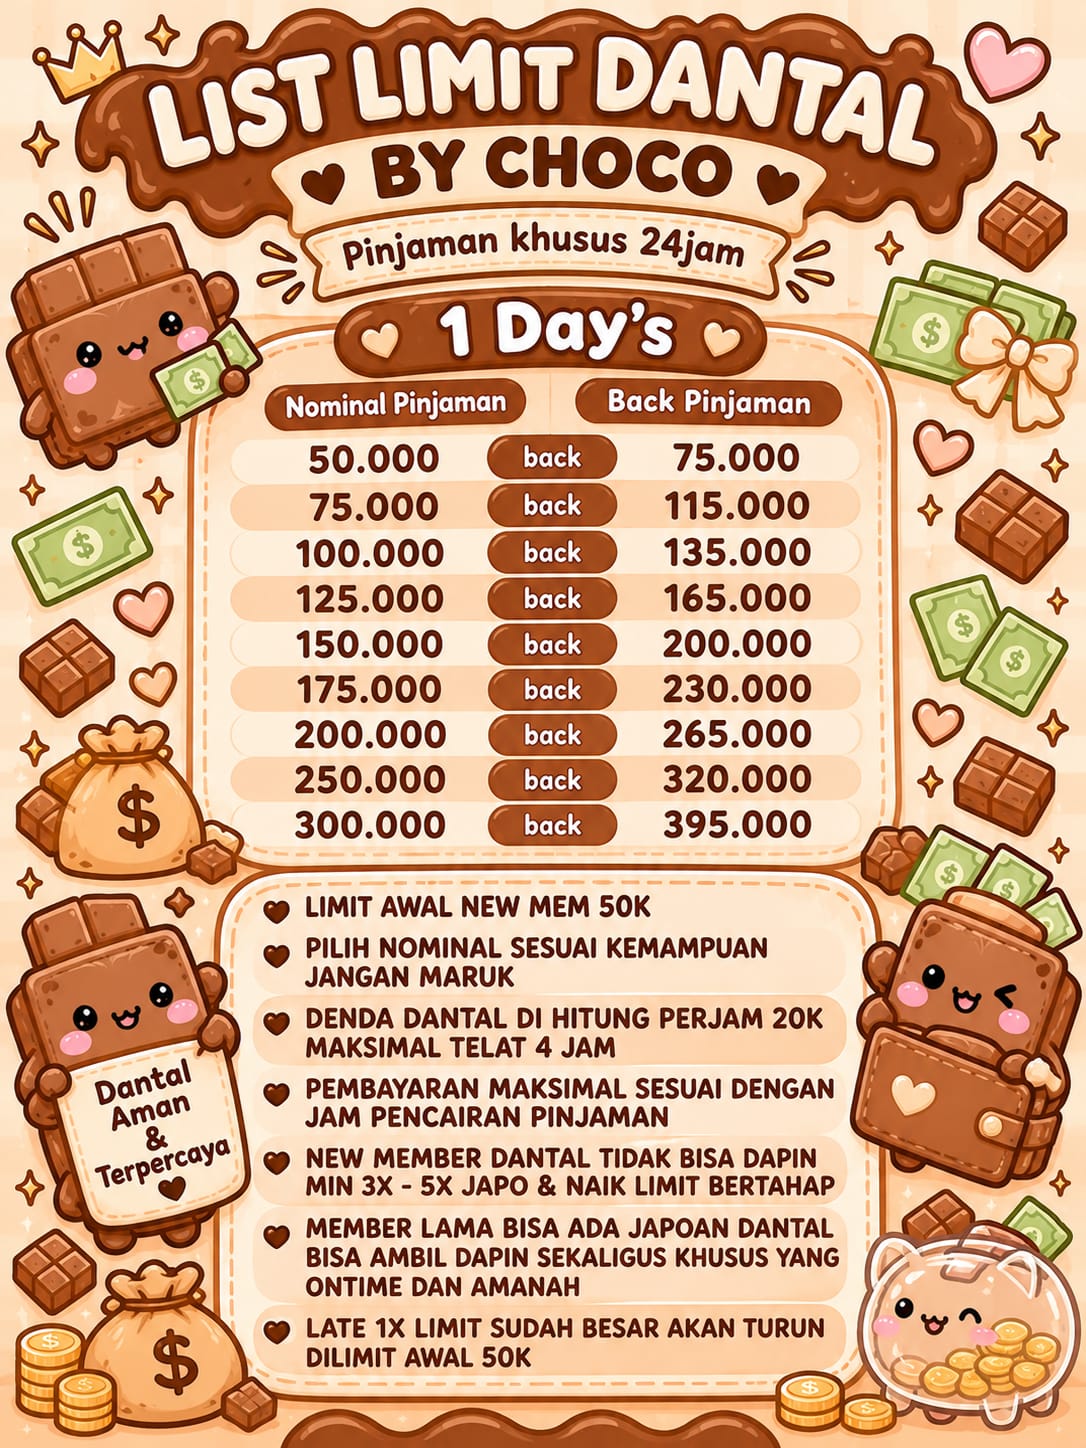 LIST LIMIT DANTAL
BY CHOCO
Pinjaman khusus 24jam
1 Day's
Nominal Pinjaman Back Pinjaman
50.000 back 75.000
75.000 back 115.000
100.000 back 135.000
125.000 back 165.000
150.000 back 200.000
175.000 back 230.000
200.000 back 265.000
250.000 back 320.000
300.000 back 395.000
LIMIT AWAL NEW MEM 50K
PILIH NOMINAL SESUAI KEMAMPUAN
JANGAN MARUK
DENDA DANTAL DI HITUNG PERJAM 20K
MAKSIMAL TELAT 4 JAM
PEMBAYARAN MAKSIMAL SESUAI DENGAN
JAM PENCAIRAN PINJAMAN
NEW MEMBER DANTAL TIDAK BISA DAPIN
MIN 3X - 5X JAPO & NAIK LIMIT BERTAHAP
MEMBER LAMA BISA ADA JAPOAN DANTAL
BISA AMBIL DAPIN SEKALIGUS KHUSUS YANG
ONTIME DAN AMANAH
LATE 1X LIMIT SUDAH BESAR AKAN TURUN
DILIMIT AWAL 50K
Dantal
Aman
&
Terpercaya
$
$
$
$
$
$
$
$